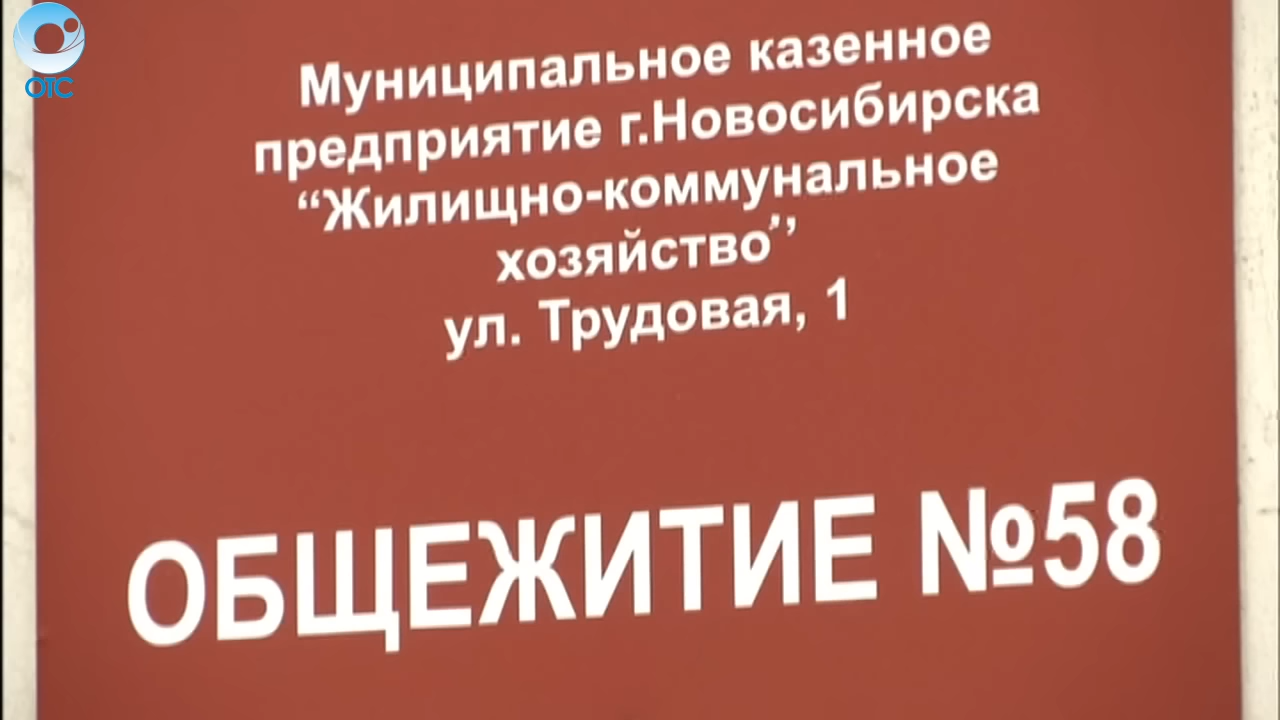 ОТС
Муниципальное казенное
предприятие г.Новосибирска
“Жилищно-коммунальное
хозяйство”
ул. Трудовая, 1
ОБЩЕЖИТИЕ №58